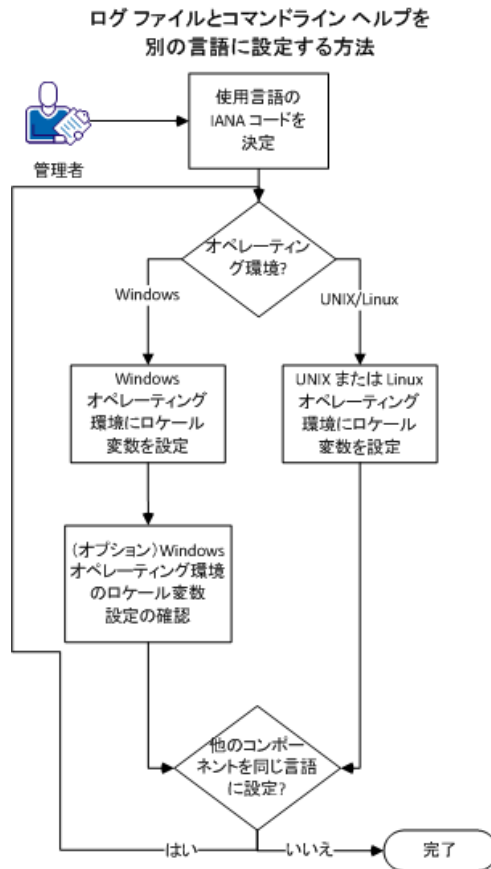 ログ ファイルとコマンドライン ヘルプを
別の言語に設定する方法
使用言語の
IANA コードを
決定
管理者
オペレーティン
グ環境?
Windows
UNIX/Linux
Windows
オペレーティング
環境にロケール
変数を設定
UNIX または Linux
オペレーティング
環境にロケール
変数を設定
(オプション)Windows
オペレーティング環境
のロケール変数
設定の確認
他のコンポー
ネントを同じ言語
に設定?
はい
いいえ
完了